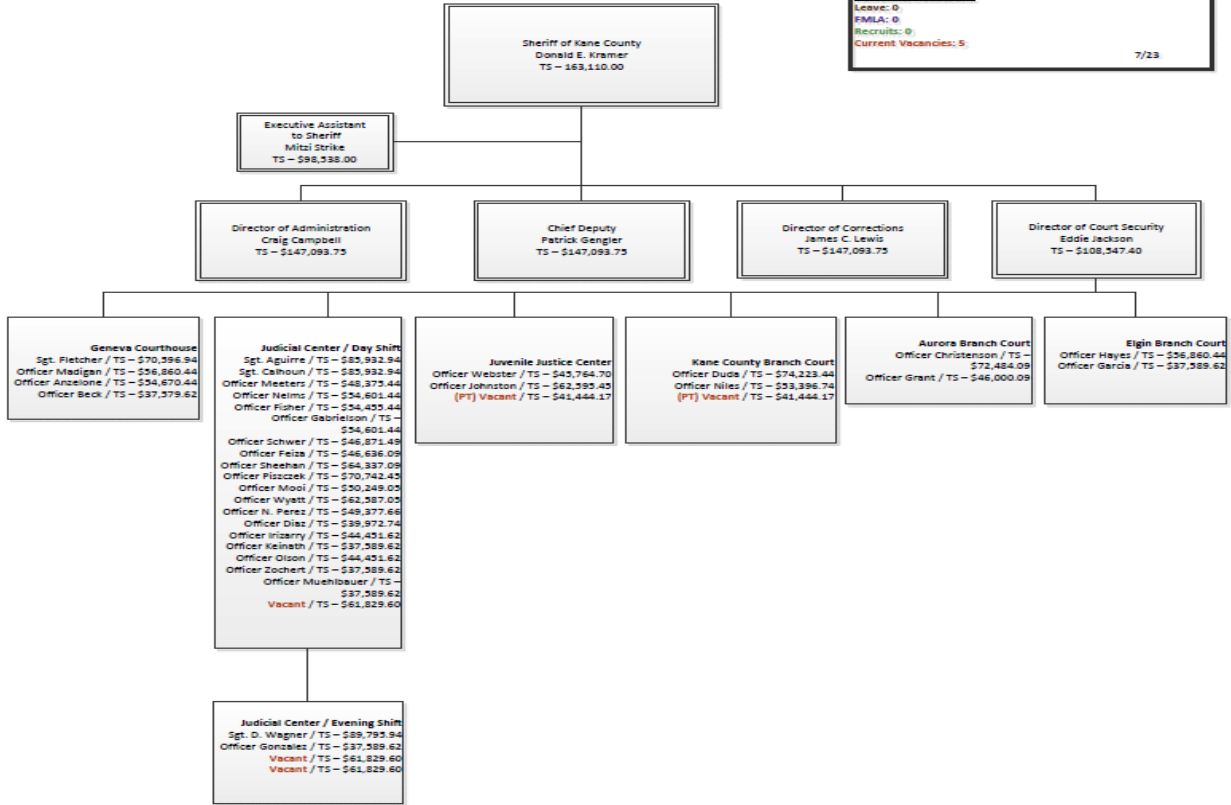 Leave: 0
FMLA: 0
Recruits: 0
Current Vacancies: 5
7/23
Sheriff of Kane County
Donald E. Kramer
TS – 163,110.00
Executive Assistant
to Sheriff
Mitzi Strike
TS – $98,538.00
Director of Administration
Craig Campbell
TS – $147,093.75
Chief Deputy
Patrick Gengler
TS – $147,093.75
Director of Corrections
James C. Lewis
TS – $147,093.75
Director of Court Security
Eddie Jackson
TS – $108,547.40
Geneva Courthouse
Sgt. Fletcher / TS – $70,596.94
Officer Madigan / TS – $56,860.44
Officer Anzelone / TS – $54,670.44
Officer Beck / TS – $37,579.62
Judicial Center / Day Shift
Sgt. Aguirre / TS – $85,932.94
Sgt. Calhoun / TS – $85,932.94
Officer Meeters / TS – $48,375.44
Officer Nelms / TS – $54,601.44
Officer Fisher / TS – $54,455.44
Officer Gabrielson / TS –
$54,601.44
Officer Schwer / TS – $46,871.49
Officer Feiza / TS – $46,636.09
Officer Sheehan / TS – $64,337.09
Officer Piszczek / TS – $70,742.45
Officer Mooi / TS – $50,249.05
Officer Wyatt / TS – $62,587.05
Officer N. Perez / TS – $49,377.66
Officer Diaz / TS – $39,972.74
Officer Irizarry / TS – $44,451.62
Officer Keinath / TS – $37,589.62
Officer Olson / TS – $44,451.62
Officer Zochert / TS – $37,589.62
Officer Muehlbauer / TS –
$37,589.62
Vacant / TS – $61,829.60
Juvenile Justice Center
Officer Webster / TS – $45,764.70
Officer Johnston / TS – $62,595.45
(PT) Vacant / TS – $41,444.17
Kane County Branch Court
Officer Duda / TS – $74,223.44
Officer Niles / TS – $53,396.74
(PT) Vacant / TS – $41,444.17
Aurora Branch Court
Officer Christenson / TS –
$72,484.09
Officer Grant / TS – $46,000.09
Elgin Branch Court
Officer Hayes / TS – $56,860.44
Officer Garcia / TS – $37,589.62
Judicial Center / Evening Shift
Sgt. D. Wagner / TS – $89,795.94
Officer Gonzalez / TS – $37,589.62
Vacant / TS – $61,829.60
Vacant / TS – $61,829.60